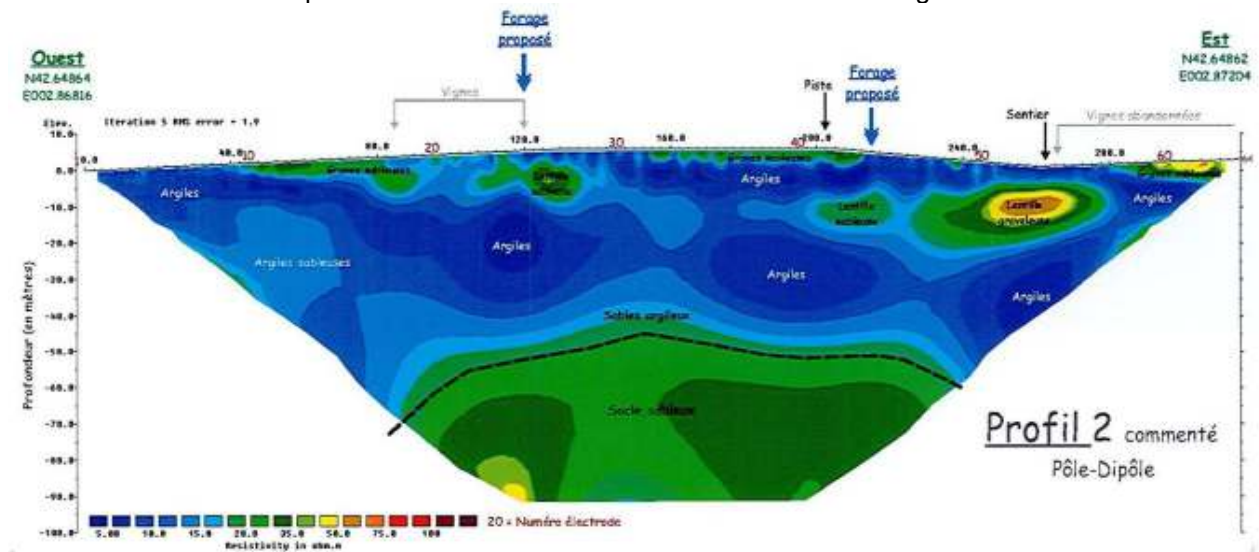 Forage
proposé
Ouest
N42.64864
E002.86816
Est
N42.64862
E002.87204
Forage
proposé
Vignes
Piste
Sentier
Vignes abandonnées
Elev.
Iteration 5 RMS error = 1.9
10.0
0.0
-10.0
-20.0
-30.0
-40.0
-50.0
-60.0
-70.0
-80.0
-90.0
-100.0
Profondeur (en mètres)
0.0 40.0 10 80.0 20 120.0 30 160.0 40 200.0 240.0 50 280.0 60
Argiles
Argiles
Argiles
Lentille
Lentille
graveleuse
Argiles sableuses
Argiles
Argiles
Argiles
Sables argileux
Socle sableux
Profil 2 commenté
Pôle-Dipôle
5.00 10.0 15.0 20.0 35.0 50.0 75.0 100
20 = Numéro électrode
Resistivity in ohm.m